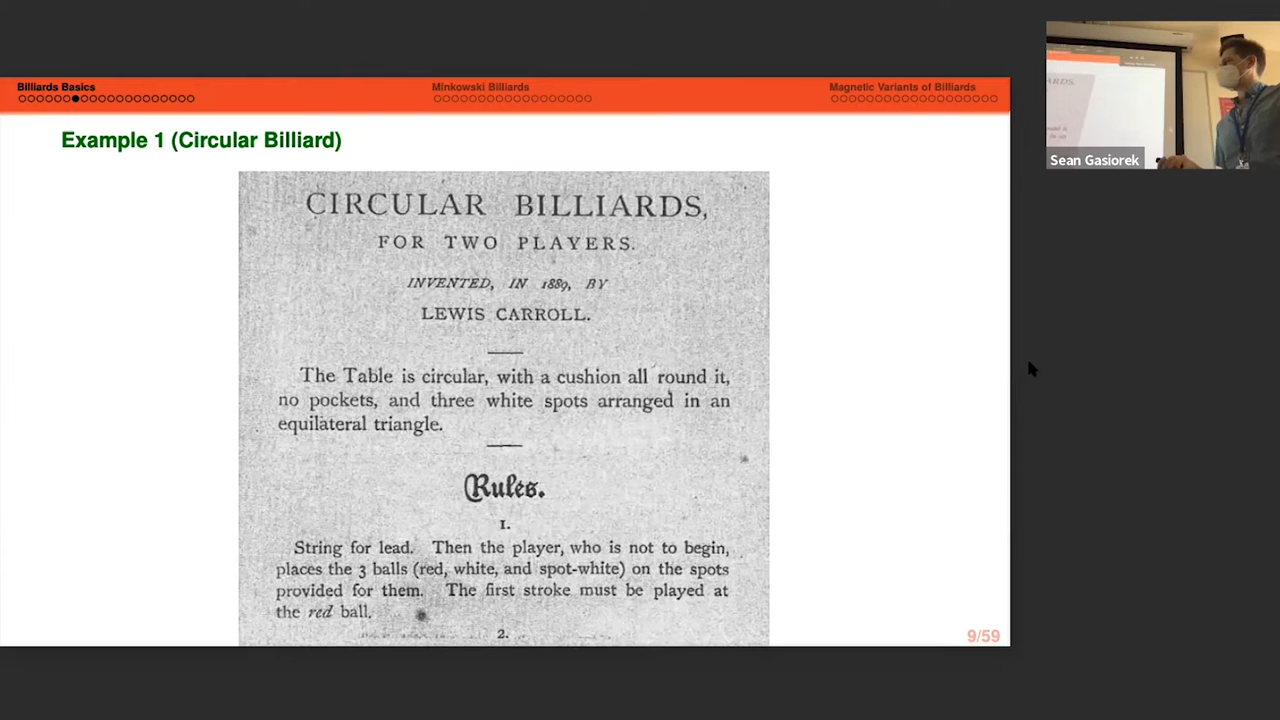 Billiards Basics
Minkowski Billiards
Magnetic Variants of Billiards
Example 1 (Circular Billiard)
CIRCULAR BILLIARDS,
FOR TWO PLAYERS.
INVENTED, IN 1889, BY
LEWIS CARROLL.
The Table is circular, with a cushion all round it,
no pockets, and three white spots arranged in an
equilateral triangle.
Rules.
1.
String for lead. Then the player, who is not to begin,
places the 3 balls (red, white, and spot-white) on the spots
provided for them. The first stroke must be played at
the red ball.
2.
9/59
Sean Gasiorek